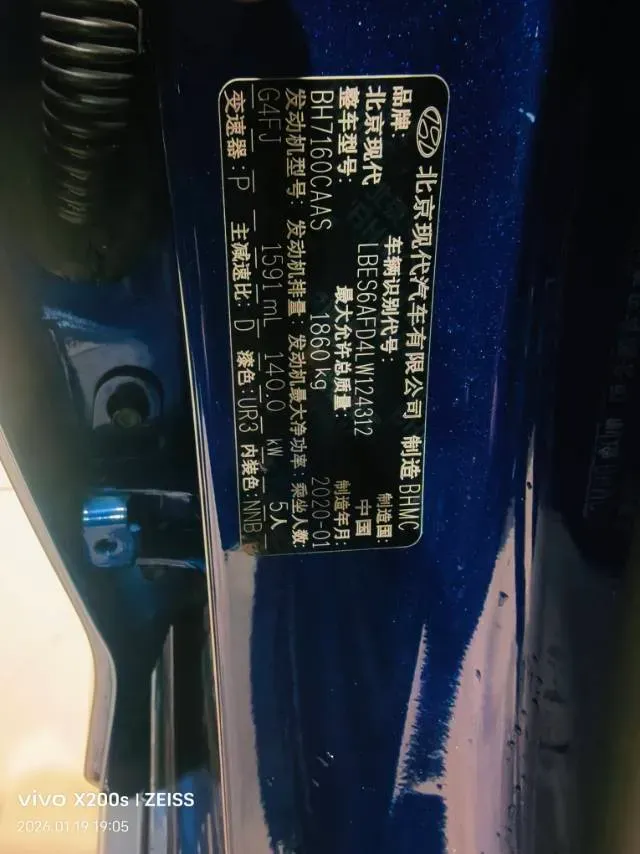 北京现代汽车有限公司 制造 BHMC
品牌: 车辆识别代号: 制造国:
北京现代 LBES6AFD4LW124312 中国
整车型号: 最大允许总质量: 制造年月:
BH7160CAAS 1860 kg 2020-01
发动机型号: 发动机排量: 发动机最大净功率: 乘坐人数:
G4FJ 1591 mL 140.0 kW 5人
变速器: P 主减速比: D 漆色: UR3 内装色: NNB
vivo X200s | ZEISS
2026.01.19 19:05